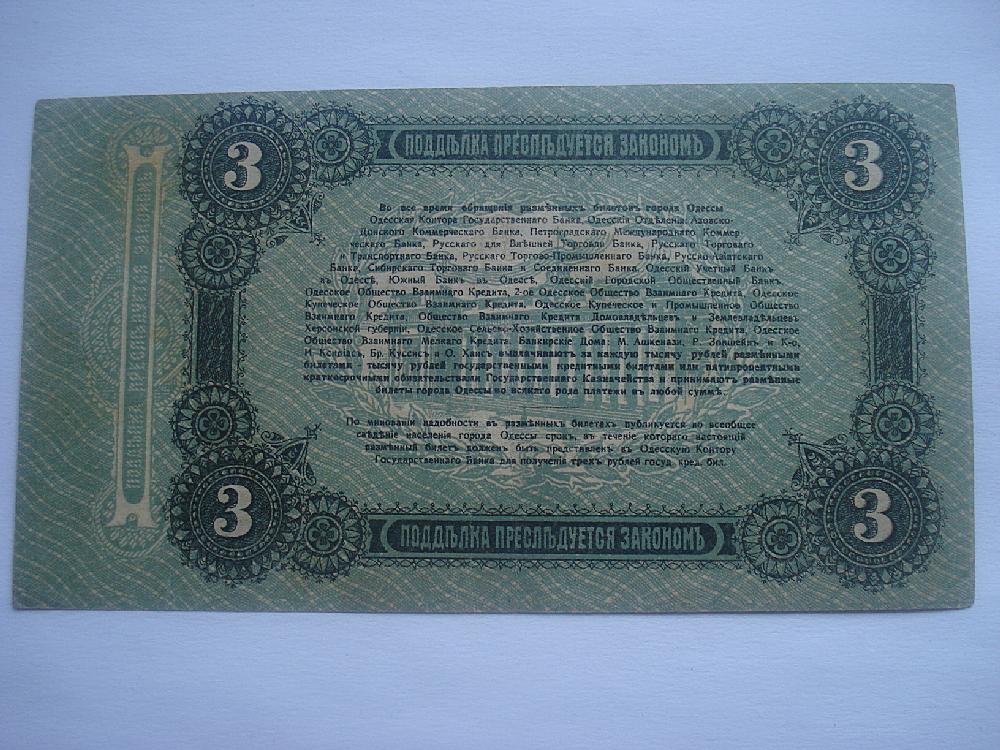 3
ПОДДѢЛКА ПРЕСЛѢДУЕТСЯ ЗАКОНОМЪ
3
Во все время обращенія размѣнныхъ билетовъ города Одессы
Одесская Контора Государственнаго Банка, Одесскія Отдѣленія: Азовско-
Донского Коммерческаго Банка, Петроградскаго Международнаго Коммер-
ческаго Банка, Русскаго для Внѣшней Торговли Банка, Русскаго Торговаго
и Транспортнаго Банка, Русскаго Торгово-Промышленнаго Банка, Русско-Азіатскаго
Банка, Сибирскаго Торговаго Банка и Соединеннаго Банка, Одесскій Учетный Банкъ
въ Одессѣ, Южный Банкъ въ Одессѣ, Одесскій Городской Общественный Банкъ,
Одесское Общество Взаимнаго Кредита, 2-ое Одесское Общество Взаимнаго Кредита, Одесское
Купеческое Общество Взаимнаго Кредита, Одесское Купеческое и Промышленное Общество
Взаимнаго Кредита, Общество Взаимнаго Кредита Домовладѣльцевъ и Землевладѣльцевъ
Херсонской губерніи, Одесское Сельско-Хозяйственное Общество Взаимнаго Кредита, Одесское
Общество Взаимнаго Мелкаго Кредита, Банкирскіе Дома: М. Ашкенази, Р. Зонштейнъ и К-о,
И. Конеласъ, Бр. Куссисъ и О. Хаисъ выплачиваютъ за каждую тысячу рублей размѣнными
билетами тысячу рублей государственными кредитными билетами или пятипроцентными
краткосрочными обязательствами Государственнаго Казначейства и принимаютъ размѣнные
билеты города Одессы во всякаго рода платежи въ любой суммѣ.
По минованіи надобности въ размѣнныхъ билетахъ публикуется во всеобщее
свѣдѣніе населенія города Одессы срокъ, въ теченіе котораго настоящій
размѣнный билетъ долженъ быть представленъ въ Одесскую Контору
Государственнаго Банка для полученія трехъ рублей госуд. кред. бил.
3
ПОДДѢЛКА ПРЕСЛѢДУЕТСЯ ЗАКОНОМЪ
3